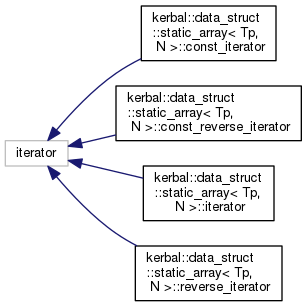 kerbal::data_struct
::static_array< Tp,
N >::const_iterator
kerbal::data_struct
::static_array< Tp,
N >::const_reverse_iterator
iterator
kerbal::data_struct
::static_array< Tp,
N >::iterator
kerbal::data_struct
::static_array< Tp,
N >::reverse_iterator